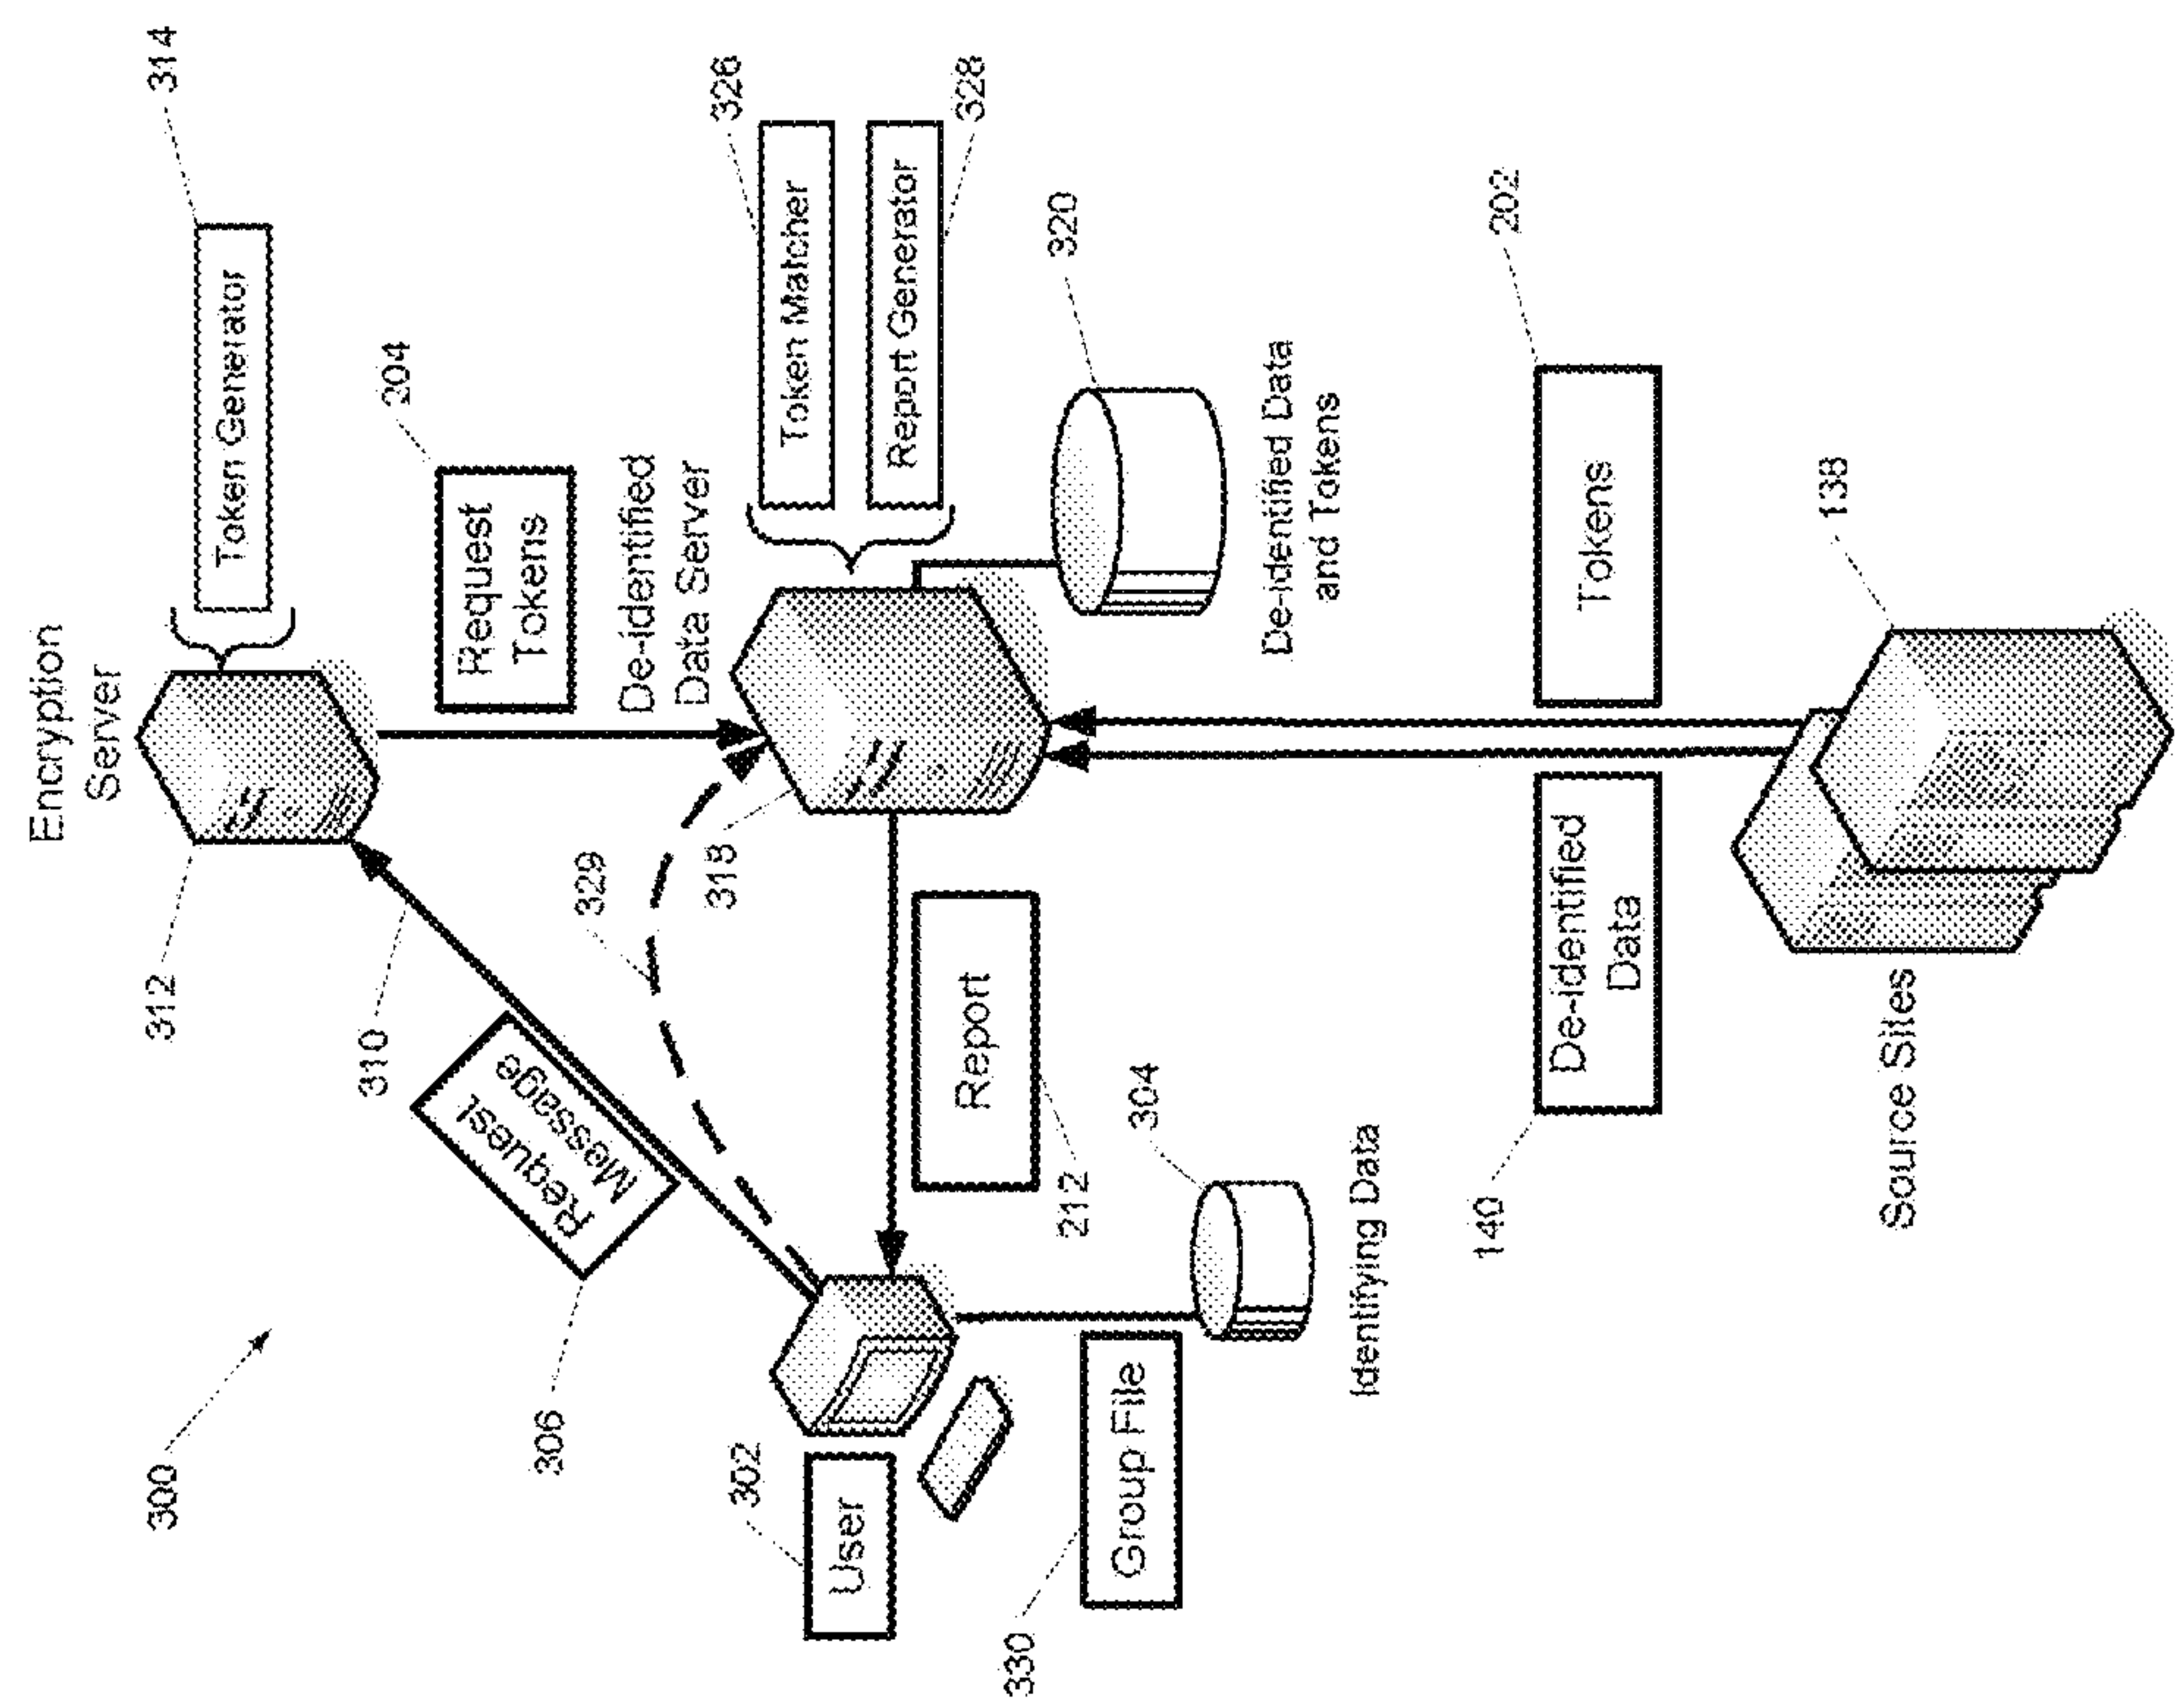 300
Encryption
Server
312
314
Token Generator
310
Request
Message
306
204
Request
Tokens
329
De-identified
Data Server
318
326
Token Matcher
Report Generator
328
302
User
Report
212
320
De-identified Data
and Tokens
330
Group File
304
Identifying Data
140
De-identified
Data
Tokens
202
138
Source Sites